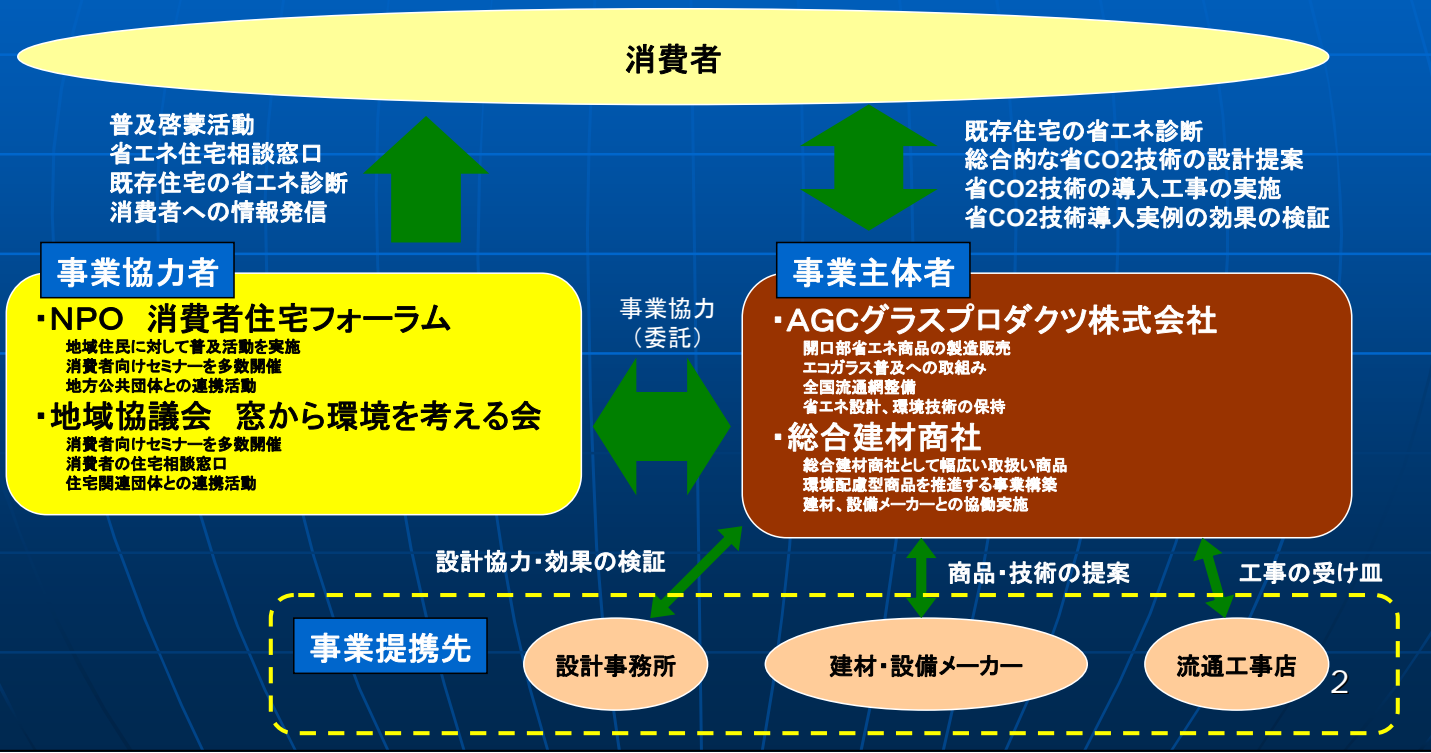 消費者
普及啓蒙活動
省エネ住宅相談窓口
既存住宅の省エネ診断
消費者への情報発信
既存住宅の省エネ診断
総合的な省CO2技術の設計提案
省CO2技術の導入工事の実施
省CO2技術導入実例の効果の検証
事業協力者
・NPO　消費者住宅フォーラム
地域住民に対して普及活動を実施
消費者向けセミナーを多数開催
地方公共団体との連携活動
・地域協議会　窓から環境を考える会
消費者向けセミナーを多数開催
消費者の住宅相談窓口
住宅関連団体との連携活動
事業協力
（委託）
事業主体者
・AGCグラスプロダクツ株式会社
開口部省エネ商品の製造販売
エコガラス普及への取組み
全国流通網整備
省エネ設計、環境技術の保持
・総合建材商社
総合建材商社として幅広い取扱い商品
環境配慮型商品を推進する事業構築
建材、設備メーカーとの協働実施
設計協力・効果の検証
商品・技術の提案
工事の受け皿
事業提携先
設計事務所
建材・設備メーカー
流通工事店
2